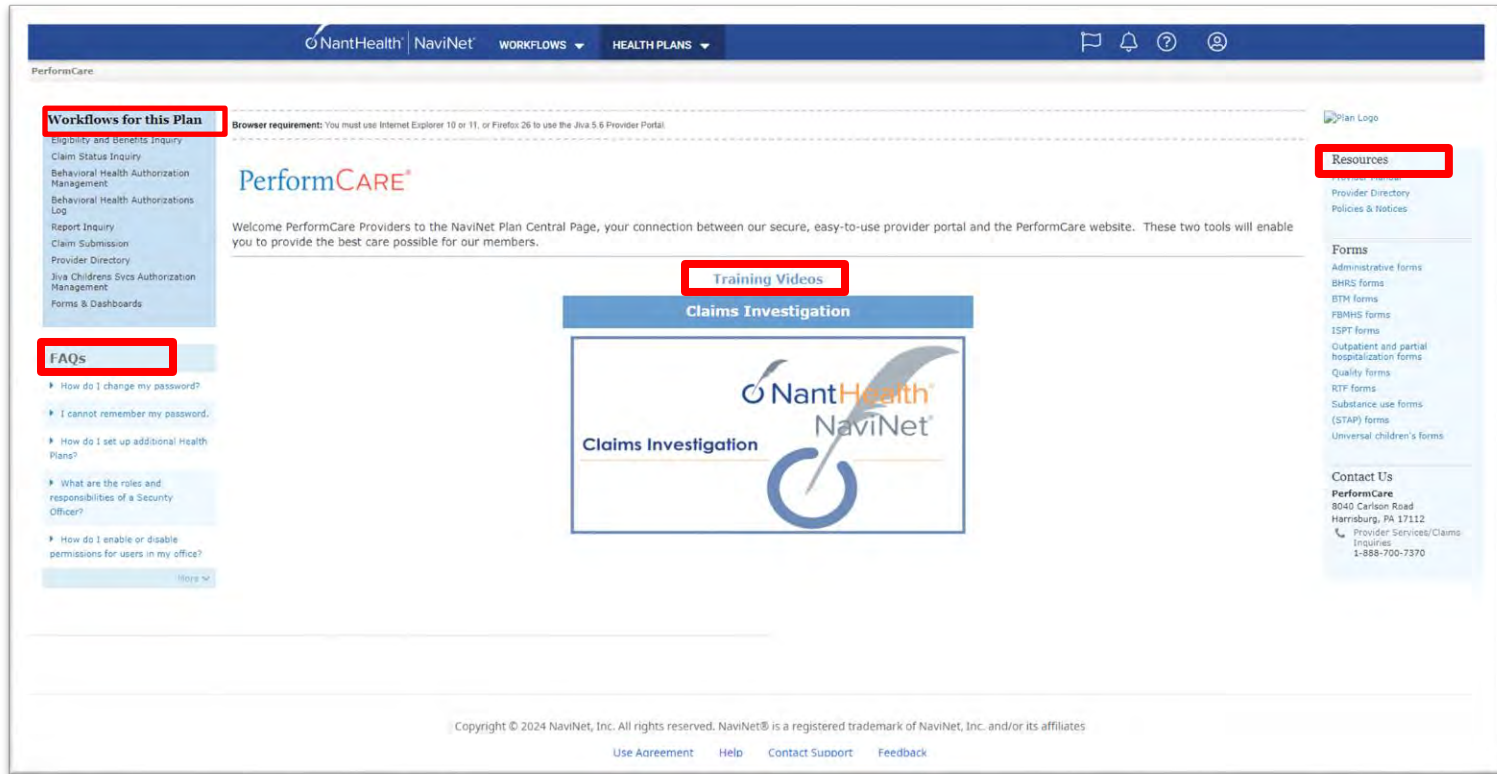 NantHealth® | NaviNet®
WORKFLOWS
HEALTH PLANS
PerformCare
Workflows for this Plan
Eligibility and Benefits Inquiry
Claim Status Inquiry
Behavioral Health Authorization
Management
Behavioral Health Authorizations
Log
Report Inquiry
Claim Submission
Provider Directory
Jiva Childrens Svcs Authorization
Management
Forms & Dashboards
FAQs
How do I change my password?
I cannot remember my password.
How do I set up additional Health
Plans?
What are the roles and
responsibilities of a Security
Officer?
How do I enable or disable
permissions for users in my office?
More
Browser requirement: You must use Internet Explorer 10 or 11, or Firefox 26 to use the Jiva 5.6 Provider Portal.
PerformCARE®
Welcome PerformCare Providers to the NaviNet Plan Central Page, your connection between our secure, easy-to-use provider portal and the PerformCare website. These two tools will enable
you to provide the best care possible for our members.
Training Videos
Claims Investigation
NantHealth®
NaviNet®
Claims Investigation
Plan Logo
Resources
Provider Manual
Provider Directory
Policies & Notices
Forms
Administrative forms
BHRS forms
BTM forms
FBMHS forms
ISPT forms
Outpatient and partial
hospitalization forms
Quality forms
RTF forms
Substance use forms
(STAP) forms
Universal children's forms
Contact Us
PerformCare
8040 Carlson Road
Harrisburg, PA 17112
Provider Services/Claims
Inquiries
1-888-700-7370
Copyright © 2024 NaviNet, Inc. All rights reserved. NaviNet® is a registered trademark of NaviNet, Inc. and/or its affiliates
Use Agreement
Help
Contact Support
Feedback